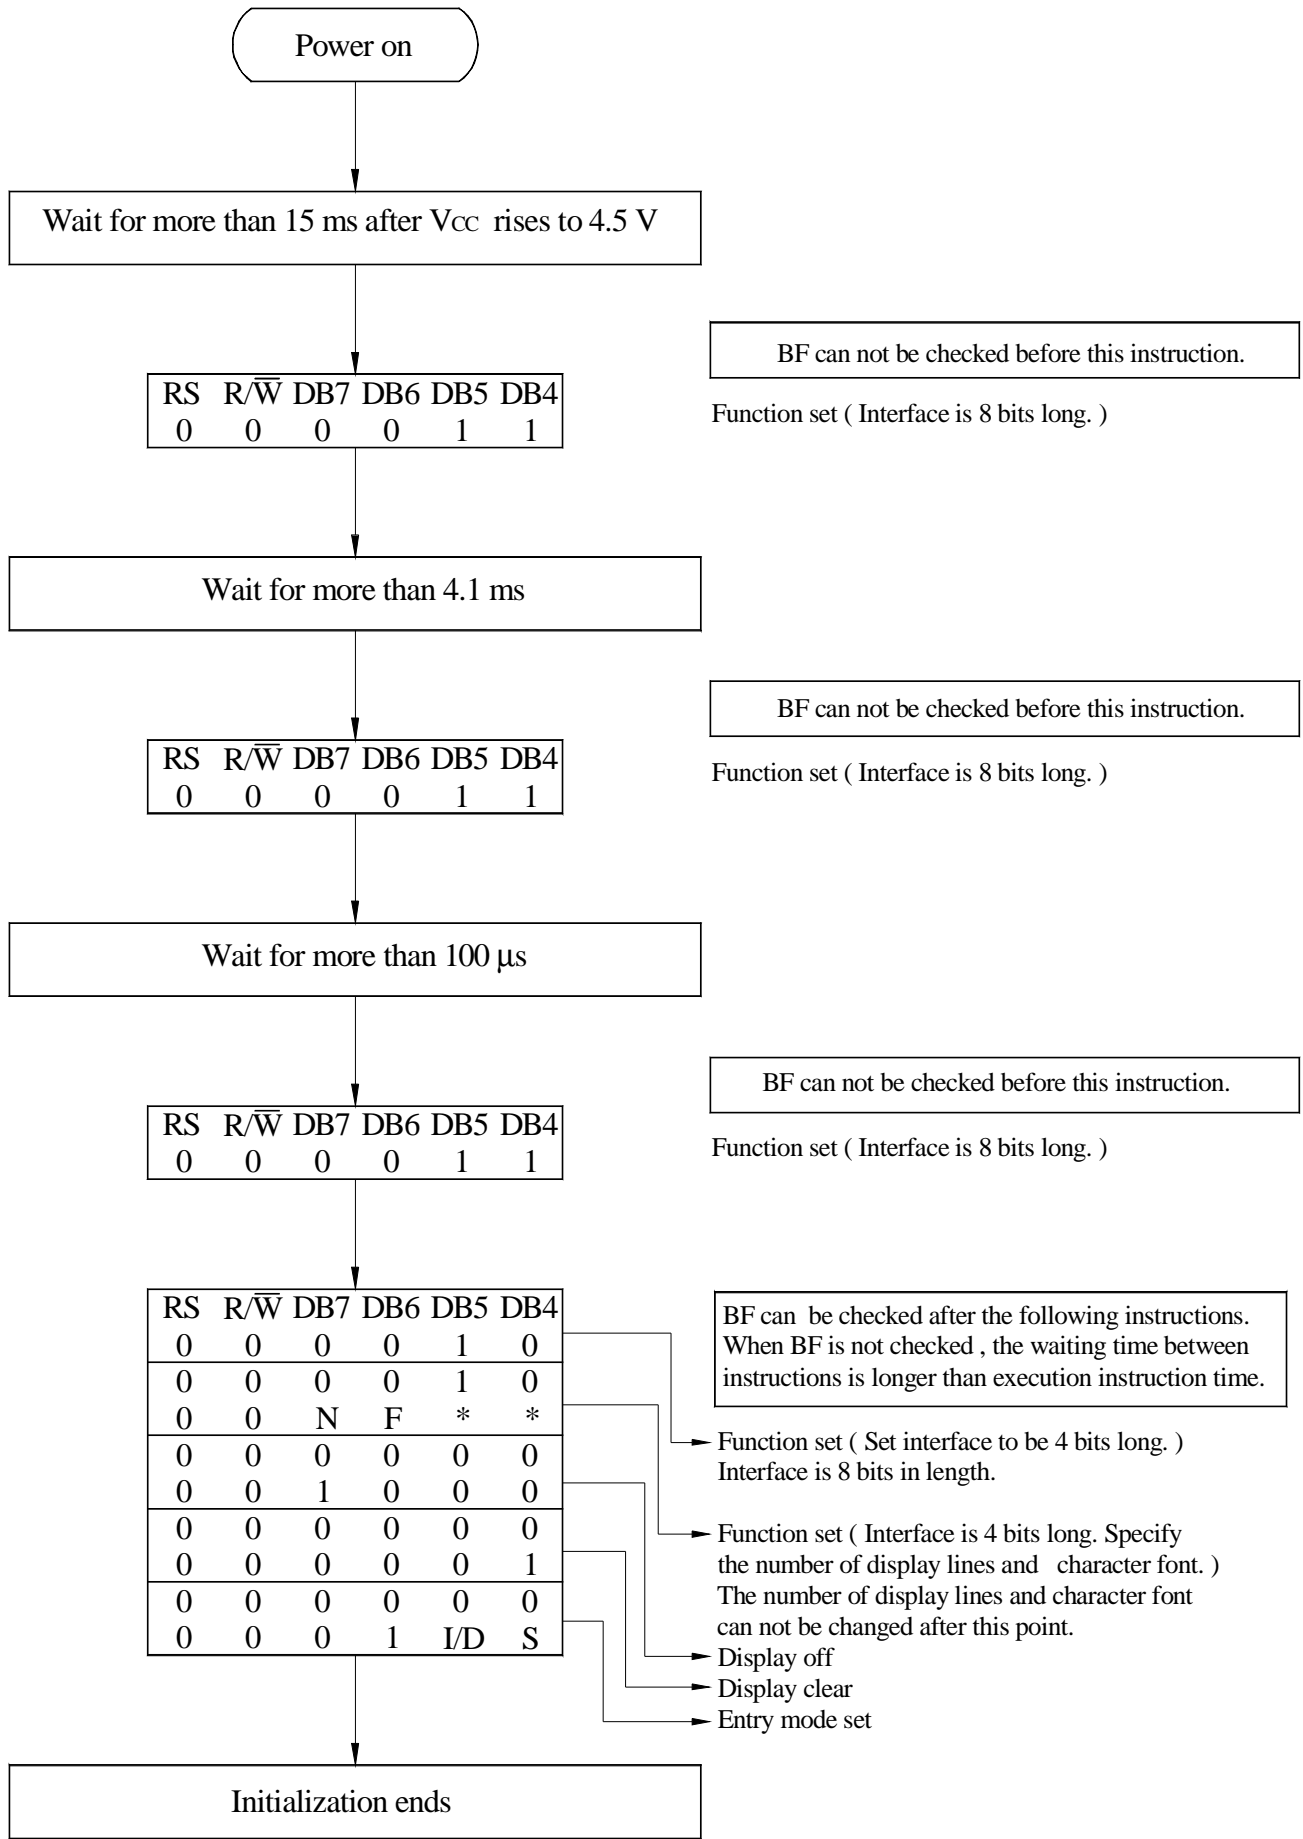 Power on
Wait for more than 15 ms after VCC rises to 4.5 V
BF can not be checked before this instruction.
RS R/W̅ DB7 DB6 DB5 DB4
0 0 0 0 1 1
Function set ( Interface is 8 bits long. )
Wait for more than 4.1 ms
BF can not be checked before this instruction.
RS R/W̅ DB7 DB6 DB5 DB4
0 0 0 0 1 1
Function set ( Interface is 8 bits long. )
Wait for more than 100 μs
BF can not be checked before this instruction.
RS R/W̅ DB7 DB6 DB5 DB4
0 0 0 0 1 1
Function set ( Interface is 8 bits long. )
RS R/W̅ DB7 DB6 DB5 DB4
0 0 0 0 1 0
0 0 0 0 1 0
0 0 N F * *
0 0 0 0 0 0
0 0 1 0 0 0
0 0 0 0 0 0
0 0 0 0 0 1
0 0 0 0 0 0
0 0 0 1 I/D S
BF can be checked after the following instructions.
When BF is not checked , the waiting time between
instructions is longer than execution instruction time.
Function set ( Set interface to be 4 bits long. )
Interface is 8 bits in length.
Function set ( Interface is 4 bits long. Specify
the number of display lines and character font. )
The number of display lines and character font
can not be changed after this point.
Display off
Display clear
Entry mode set
Initialization ends